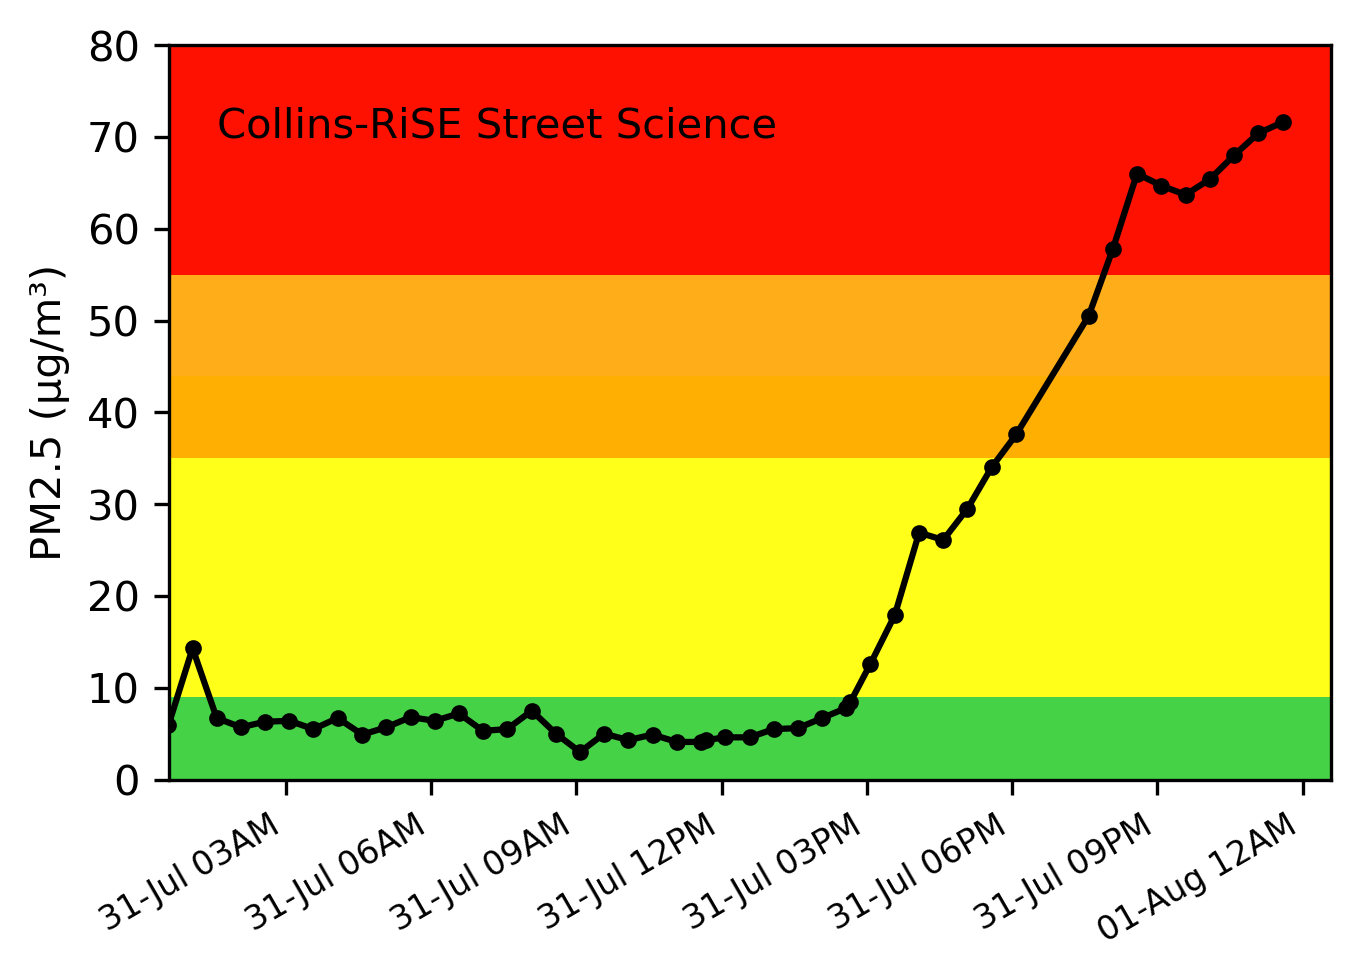 Collins-RiSE Street Science
PM2.5 (µg/m³)
80
70
60
50
40
30
20
10
0
31-Jul 03AM
31-Jul 06AM
31-Jul 09AM
31-Jul 12PM
31-Jul 03PM
31-Jul 06PM
31-Jul 09PM
01-Aug 12AM